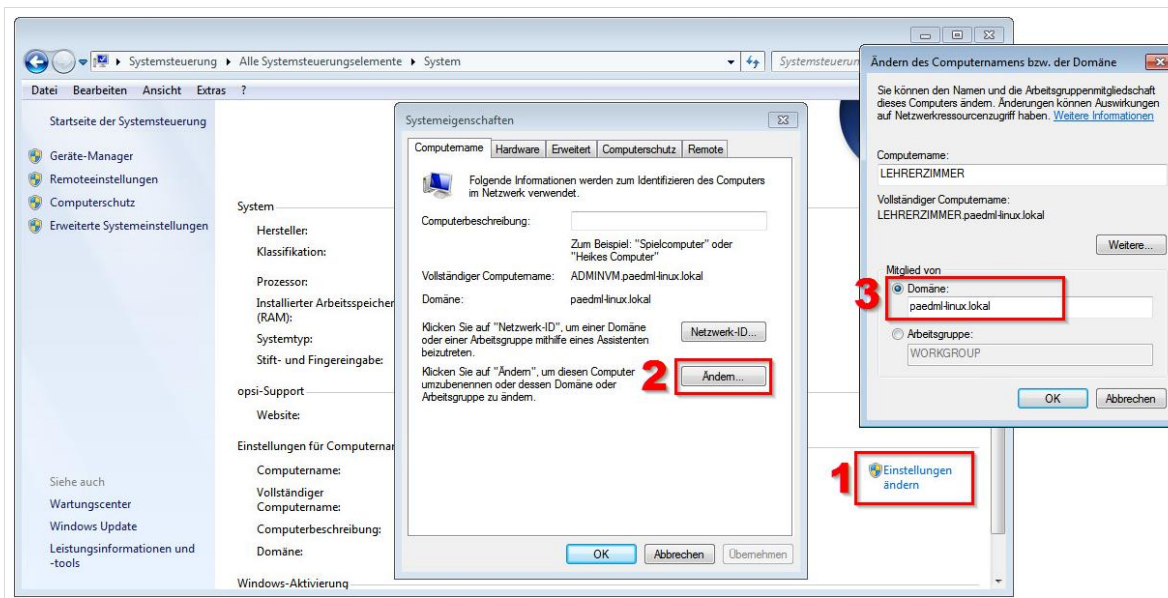 Systemsteuerung ▸ Alle Systemsteuerungselemente ▸ System
Systemsteuerun
Datei Bearbeiten Ansicht Extras ?
Startseite der Systemsteuerung
Geräte-Manager
Remoteeinstellungen
Computerschutz
Erweiterte Systemeinstellungen
Siehe auch
Wartungscenter
Windows Update
Leistungsinformationen und
-tools
System
Hersteller:
Klassifikation:
Prozessor:
Installierter Arbeitsspeicher
(RAM):
Systemtyp:
Stift- und Fingereingabe:
opsi-Support
Website:
Einstellungen für Computernar
Computername:
Vollständiger
Computername:
Computerbeschreibung:
Domäne:
Windows-Aktivierung
1
Einstellungen
ändern
Systemeigenschaften
Computername Hardware Erweitert Computerschutz Remote
Folgende Informationen werden zum Identifizieren des Computers
im Netzwerk verwendet.
Computerbeschreibung:
Zum Beispiel: "Spielcomputer" oder
"Heikes Computer"
Vollständiger Computername: ADMINVM.paedml-linux.lokal
Domäne: paedml-linux.lokal
Klicken Sie auf "Netzwerk-ID", um einer Domäne
oder einer Arbeitsgruppe mithilfe eines Assistenten
beizutreten.
Netzwerk-ID...
Klicken Sie auf "Ändern", um diesen Computer
umzubenennen oder dessen Domäne oder
Arbeitsgruppe zu ändern.
2
Ändern...
OK Abbrechen Übernehmen
Ändern des Computernamens bzw. der Domäne
Sie können den Namen und die Arbeitsgruppenmitgliedschaft
dieses Computers ändern. Änderungen können Auswirkungen
auf Netzwerkressourcenzugriff haben. Weitere Informationen
Computername:
LEHRERZIMMER
Vollständiger Computername:
LEHRERZIMMER.paedml-linux.lokal
Weitere...
Mitglied von
3
Domäne:
paedml-linux.lokal
Arbeitsgruppe:
WORKGROUP
OK Abbrechen